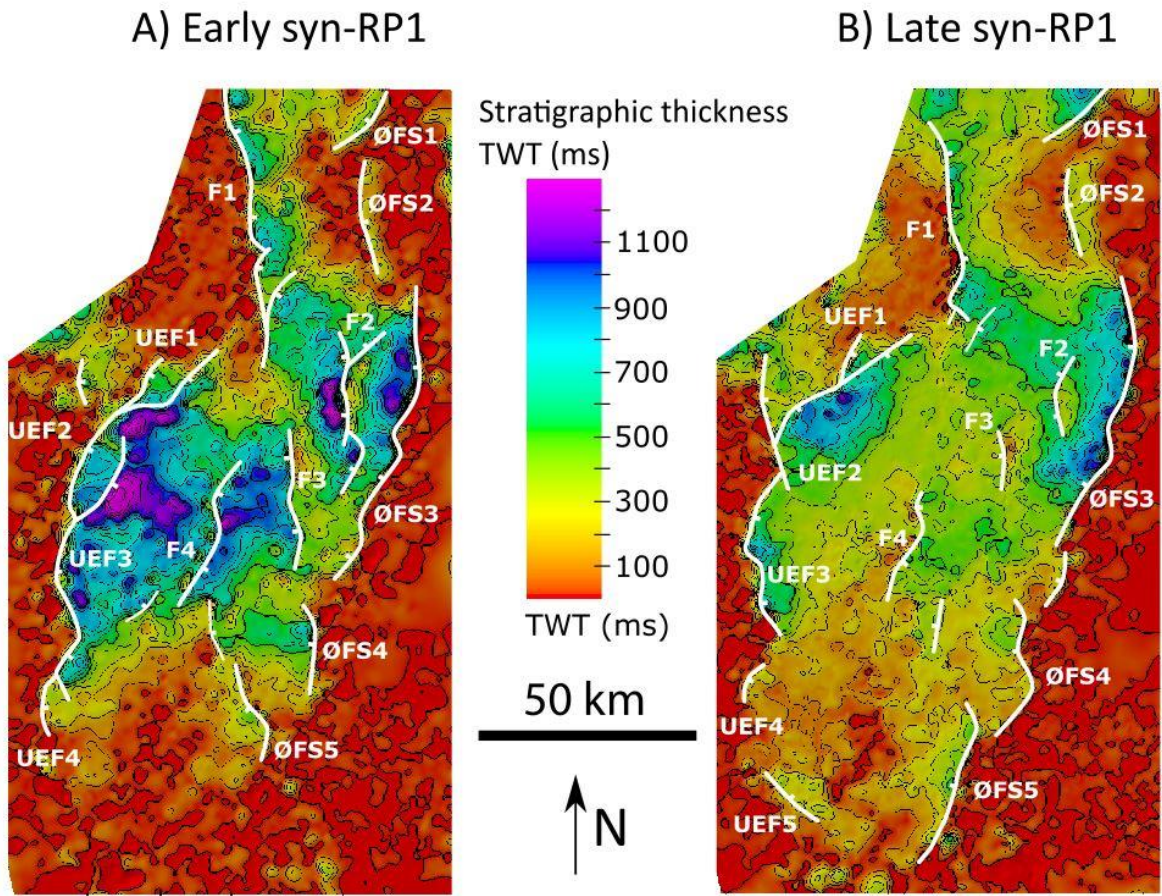 A) Early syn-RP1
B) Late syn-RP1
Stratigraphic thickness
TWT (ms)
1100
900
700
500
300
100
TWT (ms)
50 km
N
ØFS1
F1
ØFS2
UEF1
F2
UEF2
F3
ØFS3
UEF3
F4
ØFS4
UEF4
ØFS5
ØFS1
ØFS2
F1
UEF1
F2
F3
UEF2
ØFS3
F4
UEF3
ØFS4
UEF4
ØFS5
UEF5